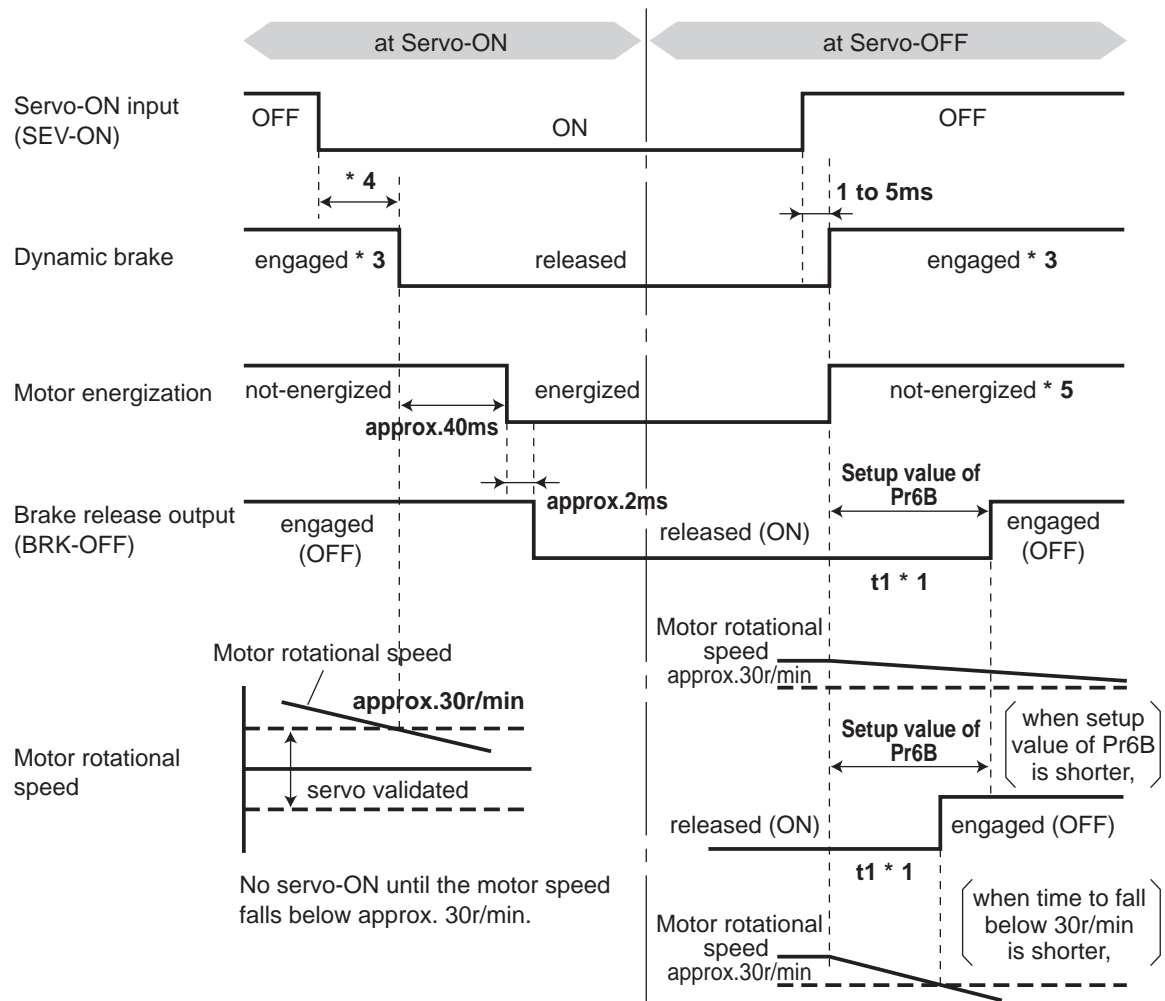 at Servo-ON
at Servo-OFF
Servo-ON input
(SEV-ON)
OFF
ON
OFF
* 4
1 to 5ms
Dynamic brake
engaged * 3
released
engaged * 3
Motor energization
not-energized
energized
not-energized * 5
approx.40ms
Setup value of
Pr6B
approx.2ms
Brake release output
(BRK-OFF)
engaged
(OFF)
released (ON)
engaged
(OFF)
t1 * 1
Motor rotational
speed
approx.30r/min
Motor rotational speed
approx.30r/min
Setup value of
Pr6B
when setup
value of Pr6B
is shorter,
Motor rotational
speed
servo validated
released (ON)
engaged (OFF)
t1 * 1
No servo-ON until the motor speed
falls below approx. 30r/min.
when time to fall
below 30r/min
is shorter,
Motor rotational
speed
approx.30r/min